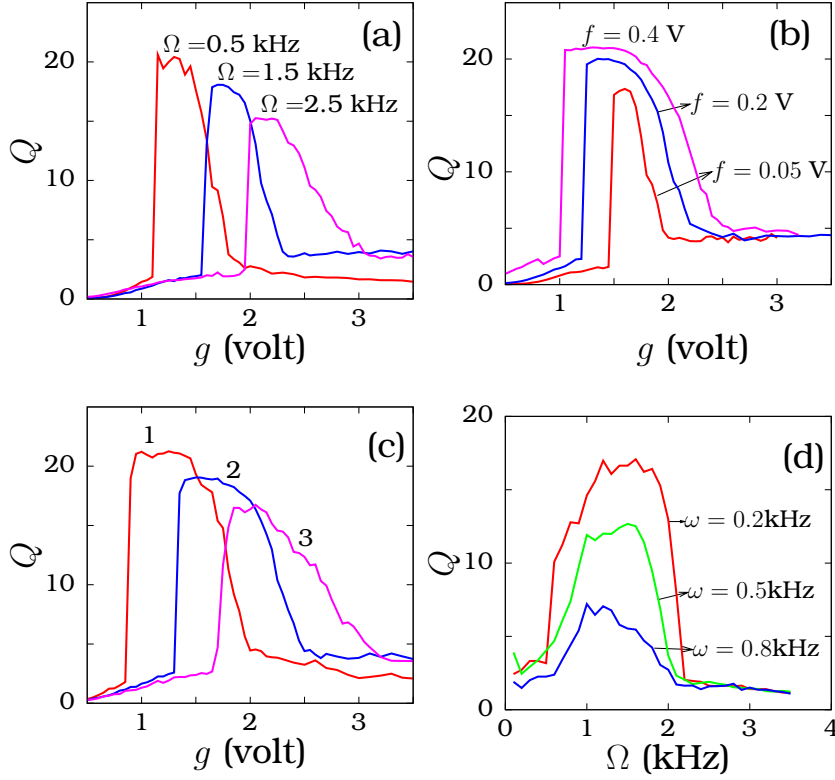 (a)
Ω = 0.5 kHz
Ω = 1.5 kHz
Ω = 2.5 kHz
Q
20
10
0
1 2 3
g (volt)
(b)
f = 0.4 V
f = 0.2 V
f = 0.05 V
Q
20
10
0
1 2 3
g (volt)
(c)
1
2
3
Q
20
10
0
1 2 3
g (volt)
(d)
ω = 0.2kHz
ω = 0.5kHz
ω = 0.8kHz
Q
20
10
0
0 1 2 3 4
Ω (kHz)